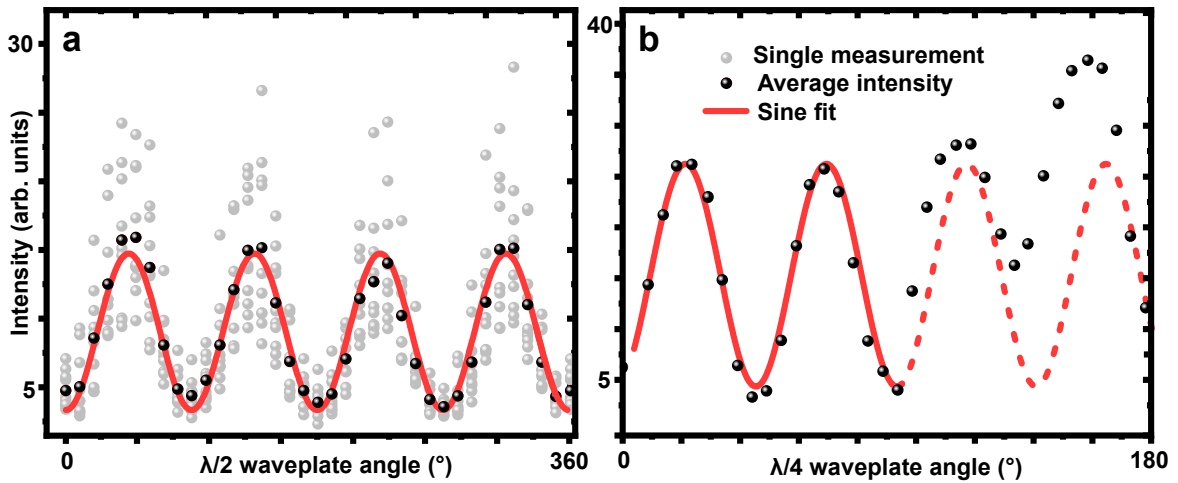 a
30
5
Intensity (arb. units)
0
360
λ/2 waveplate angle (°)
b
40
5
Single measurement
Average intensity
Sine fit
0
180
λ/4 waveplate angle (°)